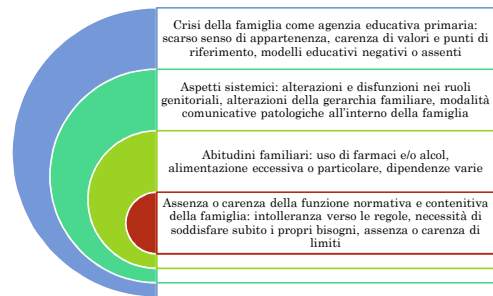 Crisi della famiglia come agenzia educativa primaria:
scarso senso di appartenenza, carenza di valori e punti di
riferimento, modelli educativi negativi o assenti
Aspetti sistemici: alterazioni e disfunzioni nei ruoli
genitoriali, alterazioni della gerarchia familiare, modalità
comunicative patologiche all'interno della famiglia
Abitudini familiari: uso di farmaci e/o alcol,
alimentazione eccessiva o particolare, dipendenze varie
Assenza o carenza della funzione normativa e contenitiva
della famiglia: intolleranza verso le regole, necessità di
soddisfare subito i propri bisogni, assenza o carenza di
limiti